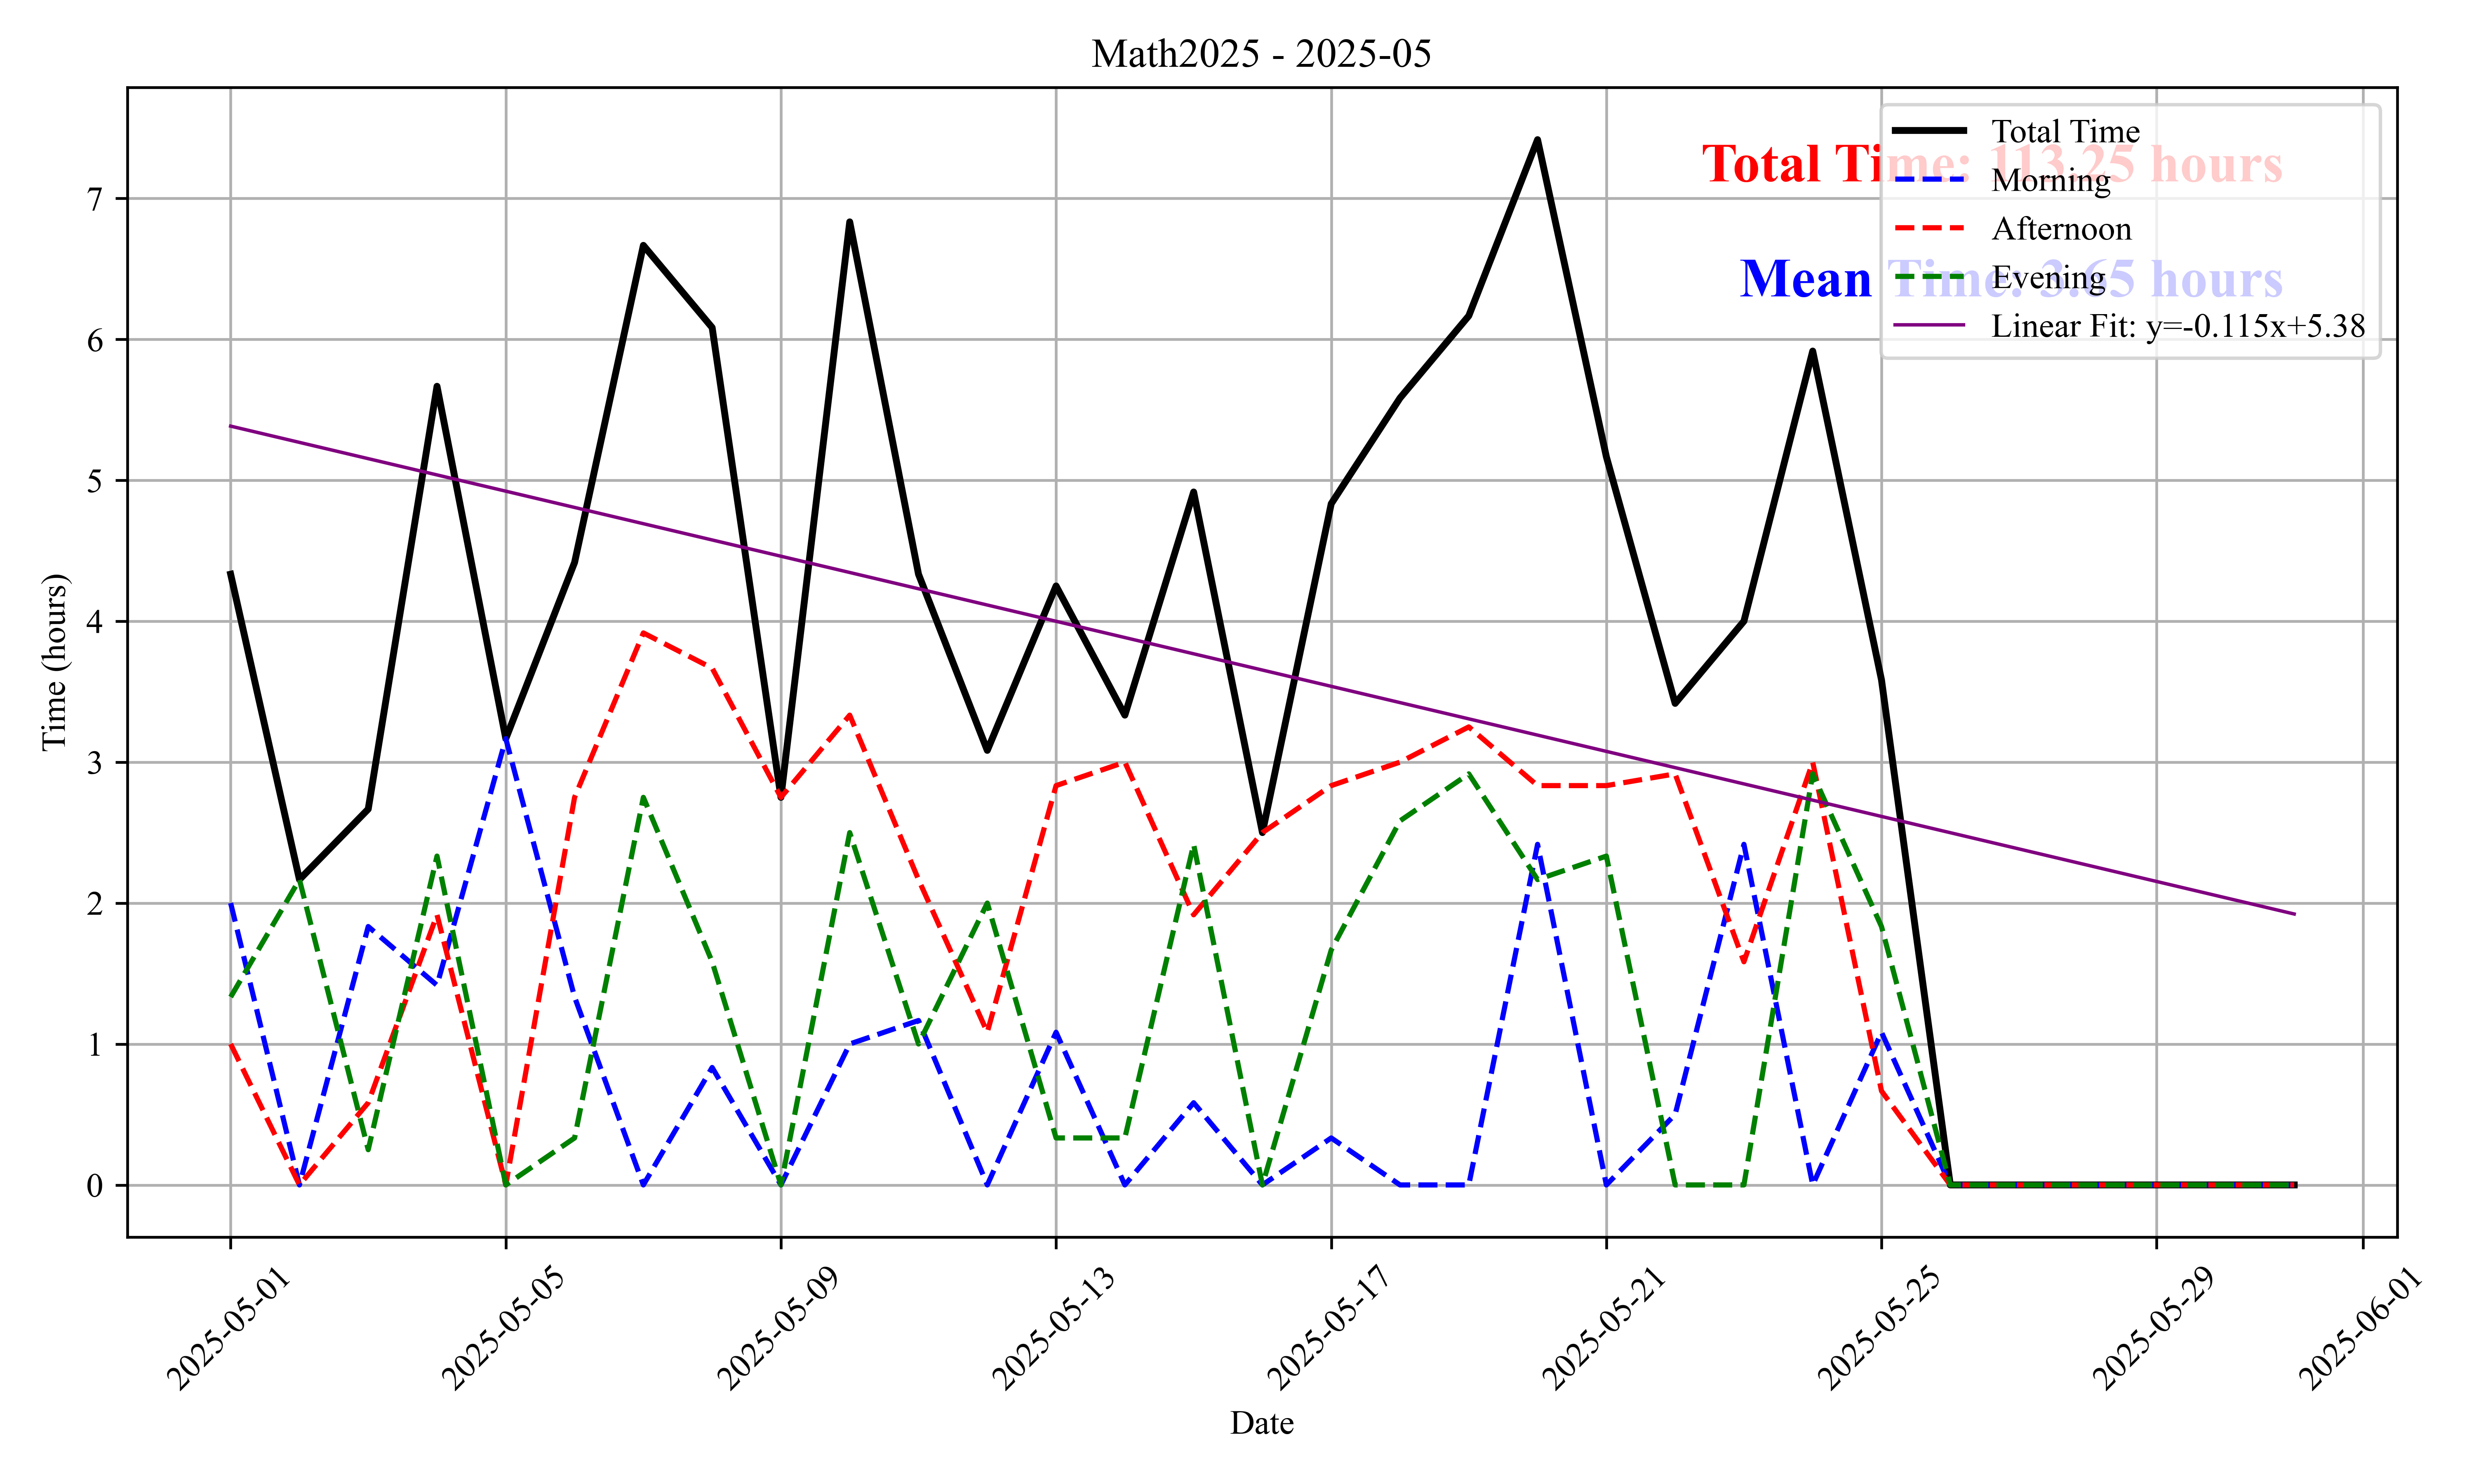 Math2025 - 2025-05
Total Time: 113.25 hours
Mean Time: 3.65 hours
Total Time
Morning
Afternoon
Evening
Linear Fit: y=-0.115x+5.38
Time (hours)
7
6
5
4
3
2
1
0
2025-05-01
2025-05-05
2025-05-09
2025-05-13
2025-05-17
2025-05-21
2025-05-25
2025-05-29
2025-06-01
Date